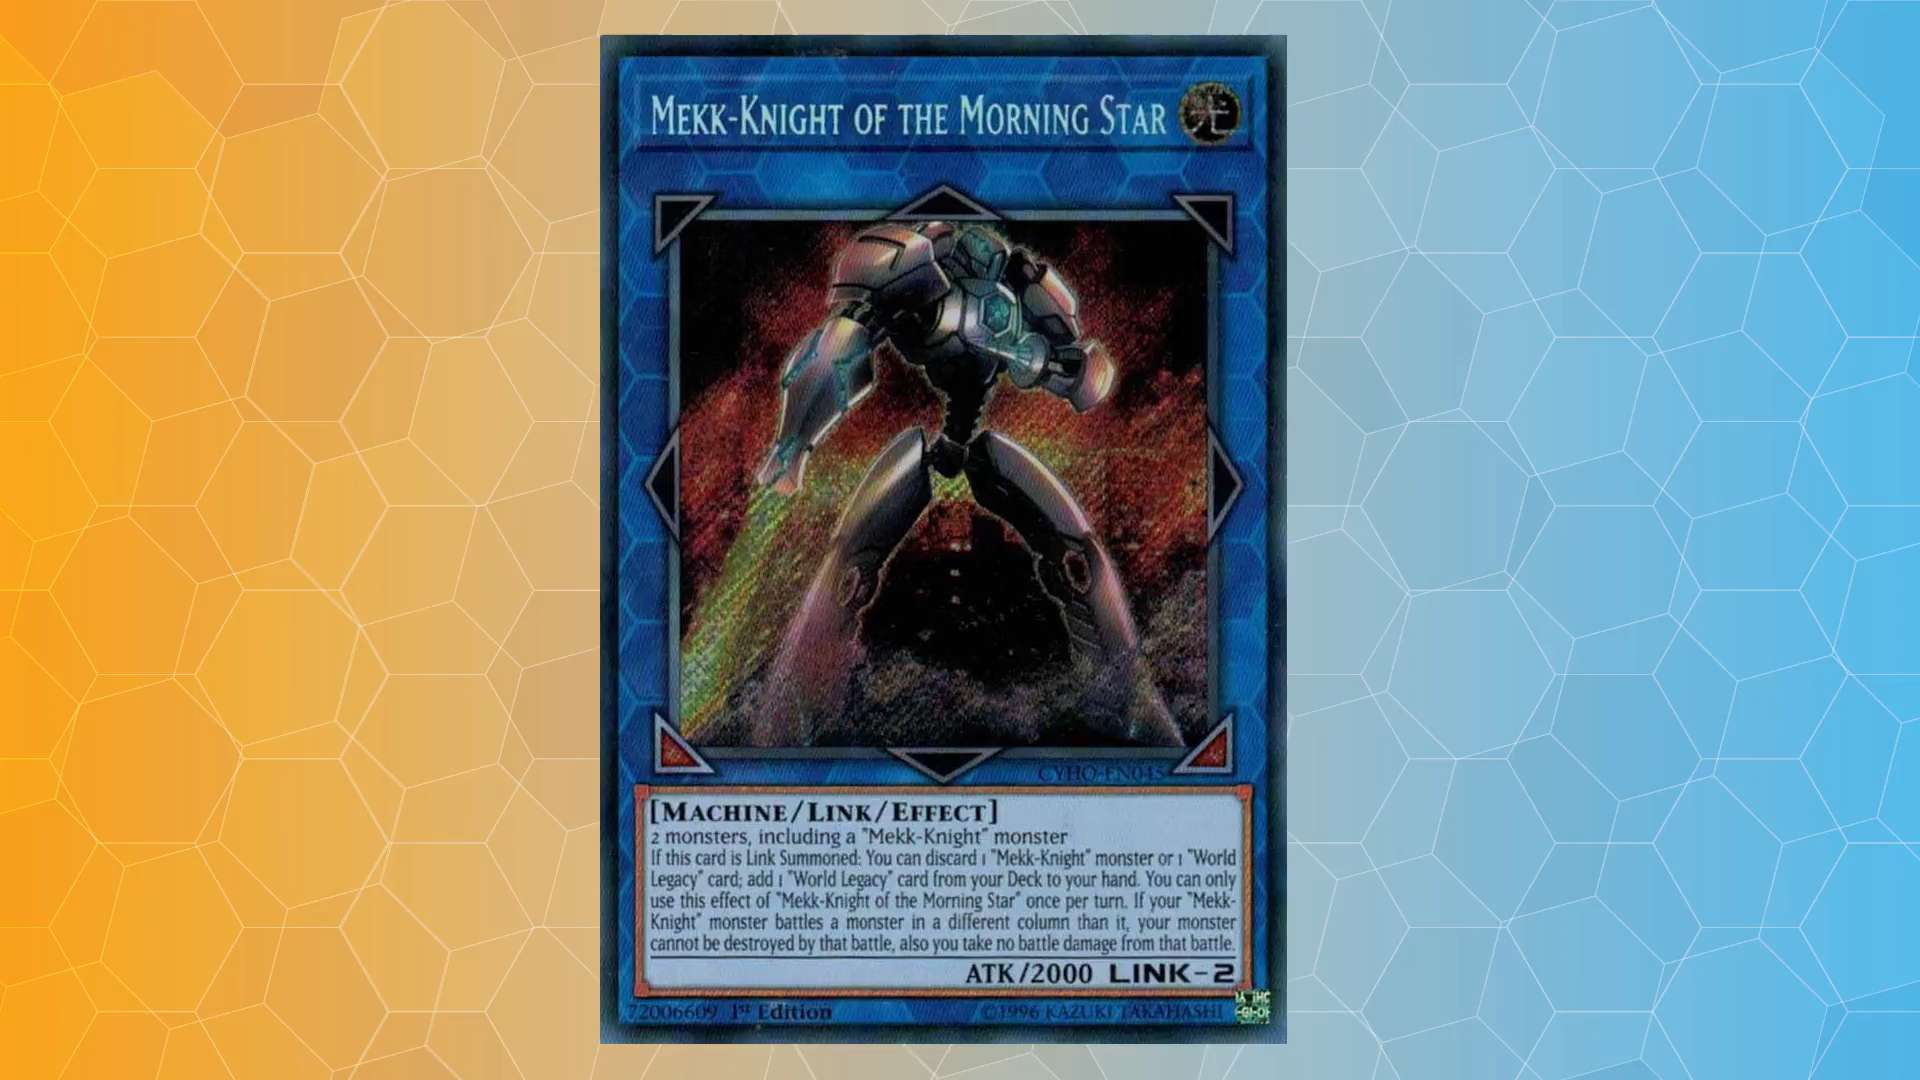 MEKK-KNIGHT OF THE MORNING STAR
光
CYHO-EN045
[MACHINE/LINK/EFFECT]
2 monsters, including a "Mekk-Knight" monster
If this card is Link Summoned: You can discard 1 "Mekk-Knight" monster or 1 "World
Legacy" card; add 1 "World Legacy" card from your Deck to your hand. You can only
use this effect of "Mekk-Knight of the Morning Star" once per turn. If your "Mekk-
Knight" monster battles a monster in a different column than it, your monster
cannot be destroyed by that battle, also you take no battle damage from that battle.
ATK/2000 LINK-2
72006609 1st Edition
©1996 KAZUKI TAKAHASHI